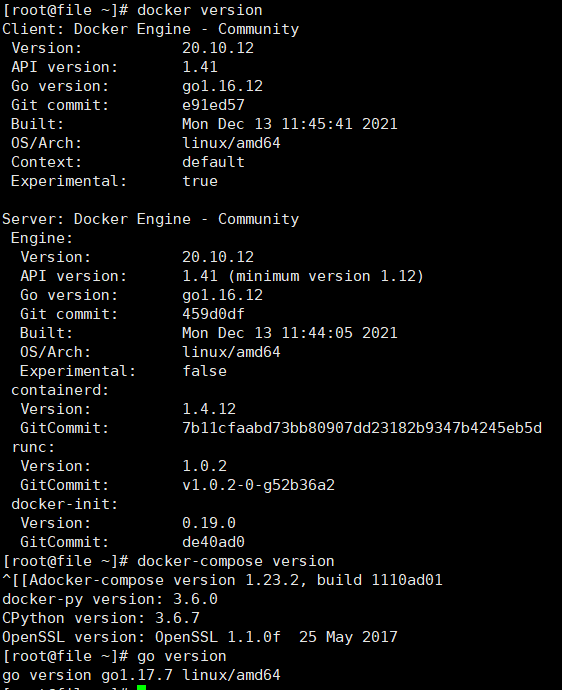 [root@file ~]# docker version
Client: Docker Engine - Community
 Version:           20.10.12
 API version:       1.41
 Go version:        go1.16.12
 Git commit:        e91ed57
 Built:             Mon Dec 13 11:45:41 2021
 OS/Arch:           linux/amd64
 Context:           default
 Experimental:      true

Server: Docker Engine - Community
 Engine:
  Version:          20.10.12
  API version:      1.41 (minimum version 1.12)
  Go version:       go1.16.12
  Git commit:       459d0df
  Built:            Mon Dec 13 11:44:05 2021
  OS/Arch:          linux/amd64
  Experimental:     false
 containerd:
  Version:          1.4.12
  GitCommit:        7b11cfaabd73bb80907dd23182b9347b4245eb5d
 runc:
  Version:          1.0.2
  GitCommit:        v1.0.2-0-g52b36a2
 docker-init:
  Version:          0.19.0
  GitCommit:        de40ad0
[root@file ~]# docker-compose version
^[[Adocker-compose version 1.23.2, build 1110ad01
docker-py version: 3.6.0
CPython version: 3.6.7
OpenSSL version: OpenSSL 1.1.0f  25 May 2017
[root@file ~]# go version
go version go1.17.7 linux/amd64
[root@file ~]#